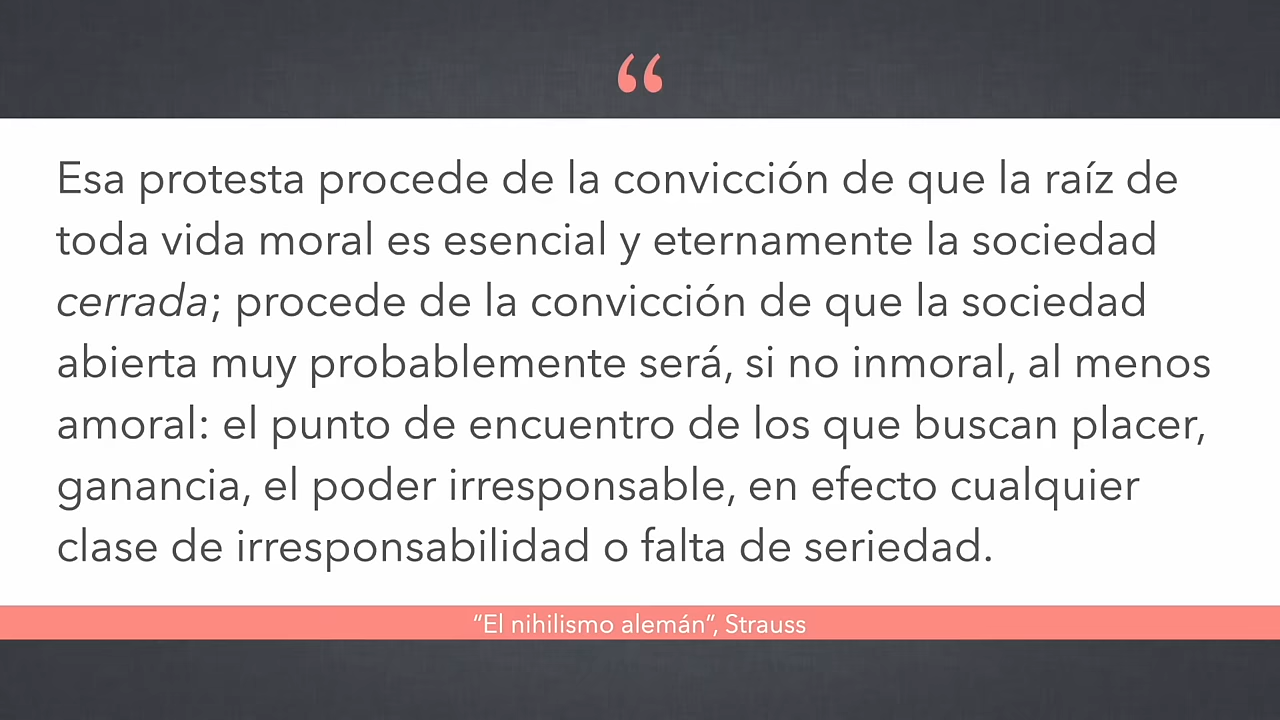 “
Esa protesta procede de la convicción de que la raíz de
toda vida moral es esencial y eternamente la sociedad
cerrada; procede de la convicción de que la sociedad
abierta muy probablemente será, si no inmoral, al menos
amoral: el punto de encuentro de los que buscan placer,
ganancia, el poder irresponsable, en efecto cualquier
clase de irresponsabilidad o falta de seriedad.
“El nihilismo alemán“, Strauss